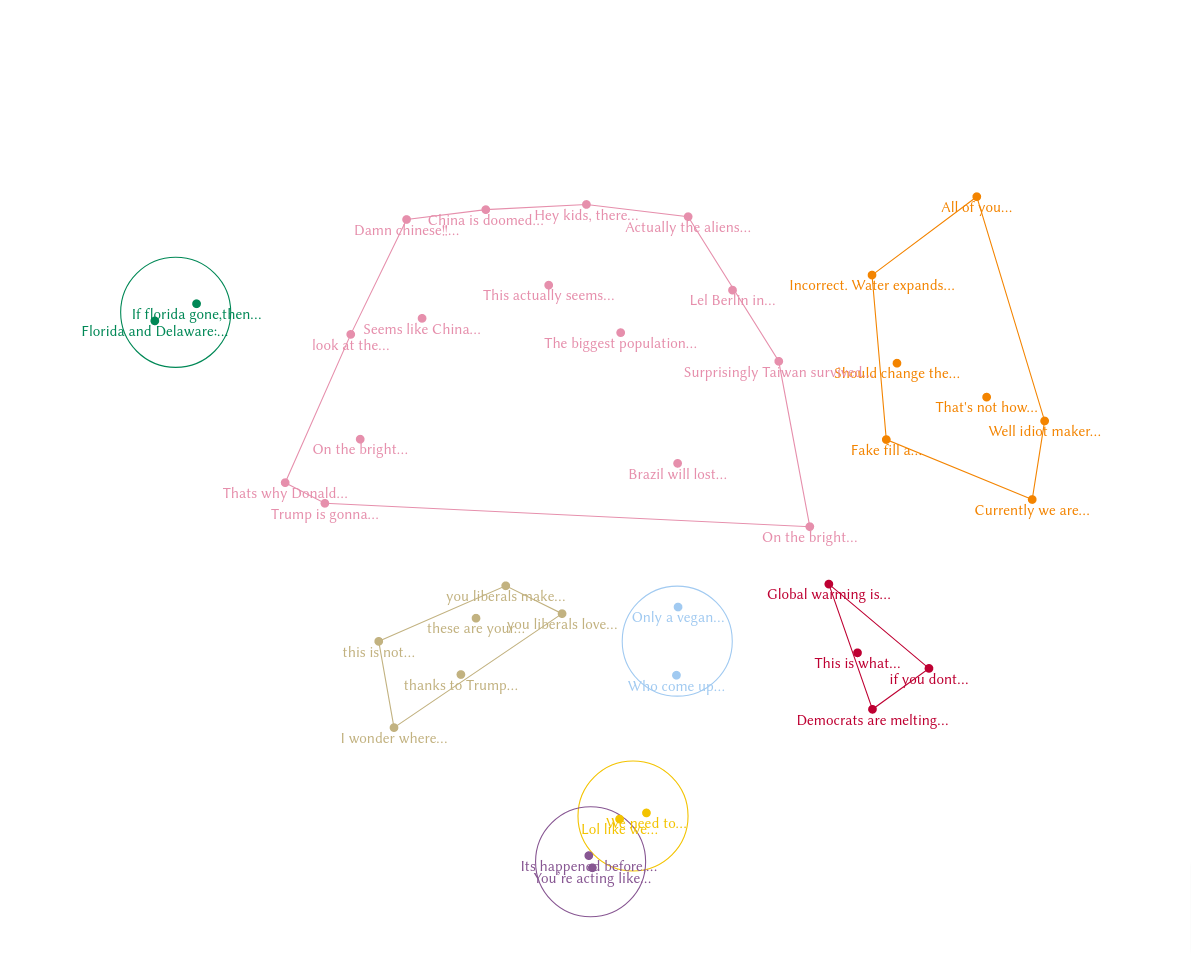 All of you...
Hey kids, there...
China is doomed...
Actually the aliens...
Damn chinese!!...
Incorrect. Water expands...
This actually seems...
Lel Berlin in...
If florida gone,then...
Seems like China...
Florida and Delaware:...
The biggest population...
look at the...
Surprisingly Taiwan survived...
Should change the...
That's not how...
Well idiot maker...
On the bright...
Fake fill a...
Brazil will lost...
Thats why Donald...
Currently we are...
Trump is gonna...
On the bright...
Global warming is...
you liberals make...
Only a vegan...
you liberals love...
these are your...
this is not...
This is what...
if you dont...
thanks to Trump...
Who come up...
Democrats are melting...
I wonder where...
We need to...
Lol like we...
Its happened before....
You're acting like...